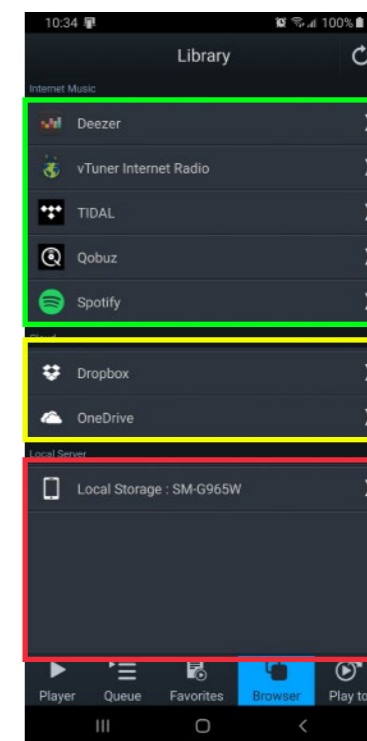 10:34 100%
Library
Internet Music
Deezer
vTuner Internet Radio
TIDAL
Qobuz
Spotify
Cloud
Dropbox
OneDrive
Local Server
Local Storage : SM-G965W
Player Queue Favorites Browser Play to